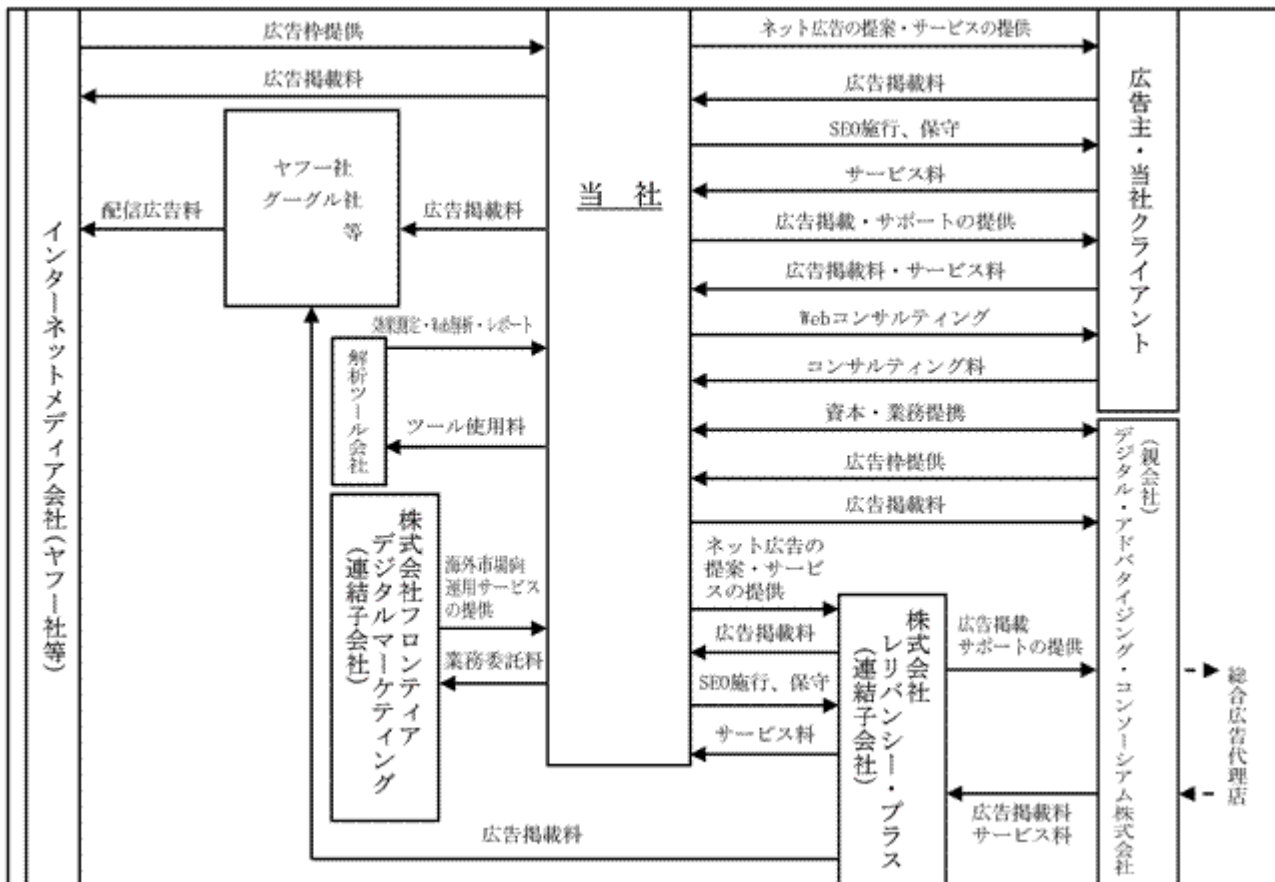 インターネットメディア会社(ヤフー社等)
広告枠提供
広告掲載料
ヤフー社
グーグル社
等
配信広告料
広告掲載料
効果測定・Web解析・レポート
解析ツール会社
ツール使用料
株式会社フロンティア
デジタルマーケティング
(連結子会社)
海外市場向
運用サービス
の提供
業務委託料
広告掲載料
当 社
ネット広告の提案・サービスの提供
広告掲載料
SEO施行、保守
サービス料
広告掲載・サポートの提供
広告掲載料・サービス料
Webコンサルティング
コンサルティング料
広告主・当社クライアント
資本・業務提携
広告枠提供
広告掲載料
ネット広告の
提案・サービ
スの提供
広告掲載料
SEO施行、保守
サービス料
株式会社
レリバンシー・プラス
(連結子会社)
広告掲載
サポートの提供
広告掲載料
サービス料
(親会社)
デジタル・アドバタイジング・コンソーシアム株式会社
総合広告代理店